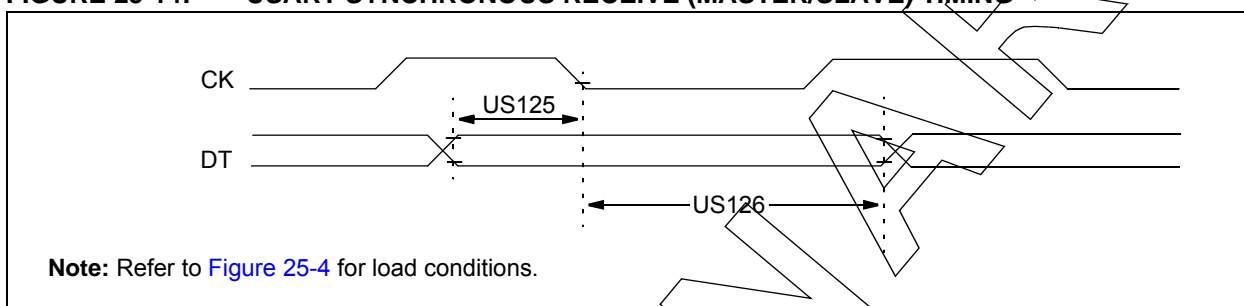 CK
US125
DT
US126
Note: Refer to Figure 25-4 for load conditions.